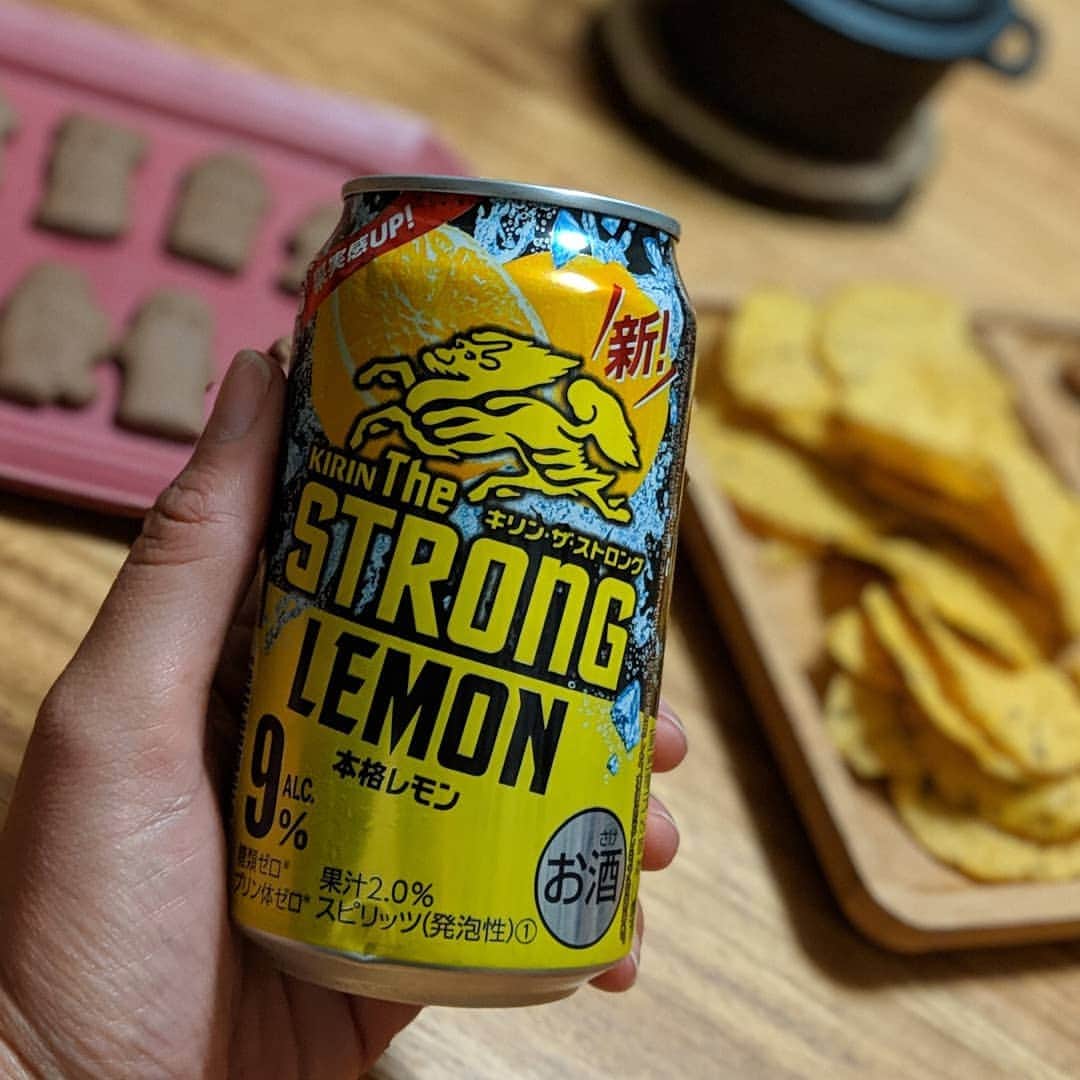 実感UP!
新!
KIRIN The
キリン・ザ・ストロング
STRONG
LEMON
本格レモン
9% ALC.
糖類ゼロ*
プリン体ゼロ*
果汁2.0%
スピリッツ(発泡性)①
さけ
お酒